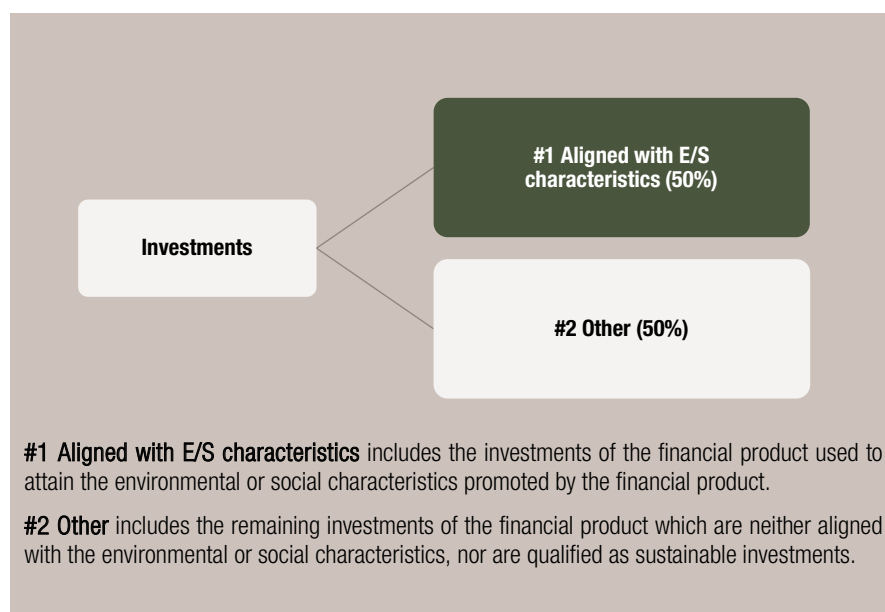 #1 Aligned with E/S
characteristics (50%)
Investments
#2 Other (50%)
#1 Aligned with E/S characteristics includes the investments of the financial product used to
attain the environmental or social characteristics promoted by the financial product.
#2 Other includes the remaining investments of the financial product which are neither aligned
with the environmental or social characteristics, nor are qualified as sustainable investments.